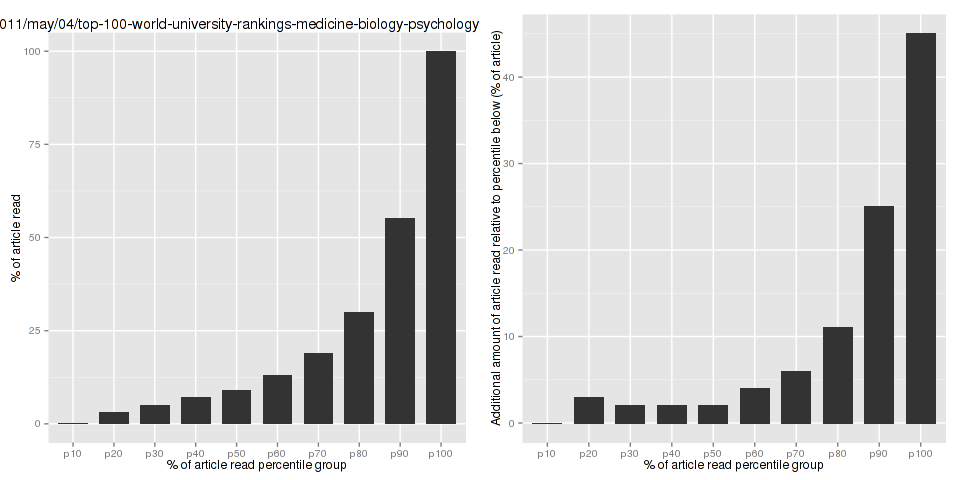 011/may/04/top-100-world-university-rankings-medicine-biology-psychology
% of article read
100
75
50
25
0
p10 p20 p30 p40 p50 p60 p70 p80 p90 p100
% of article read percentile group
Additional amount of article read relative to percentile below (% of article)
40
30
20
10
0
p10 p20 p30 p40 p50 p60 p70 p80 p90 p100
% of article read percentile group